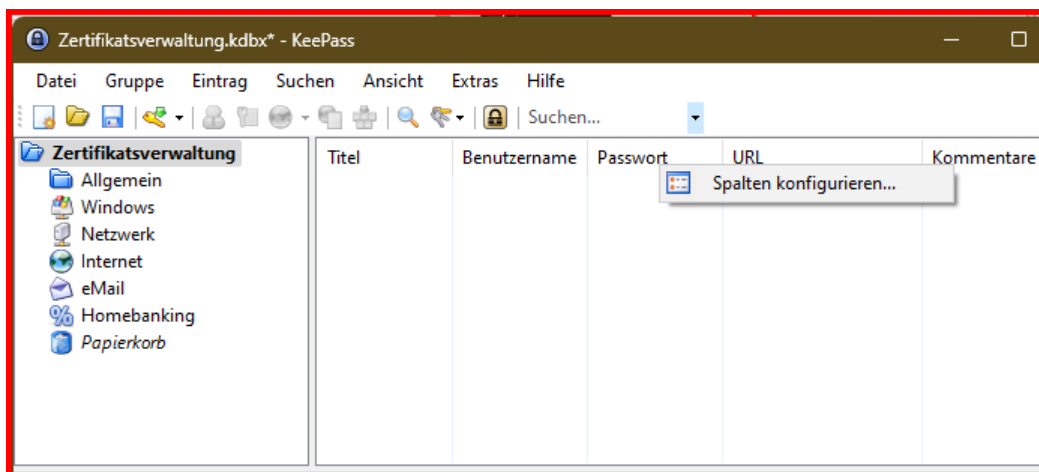 Zertifikatsverwaltung.kdbx* - KeePass
Datei Gruppe Eintrag Suchen Ansicht Extras Hilfe
Suchen...
Zertifikatsverwaltung
Allgemein
Windows
Netzwerk
Internet
eMail
Homebanking
Papierkorb
Titel Benutzername Passwort URL Kommentare
Spalten konfigurieren...